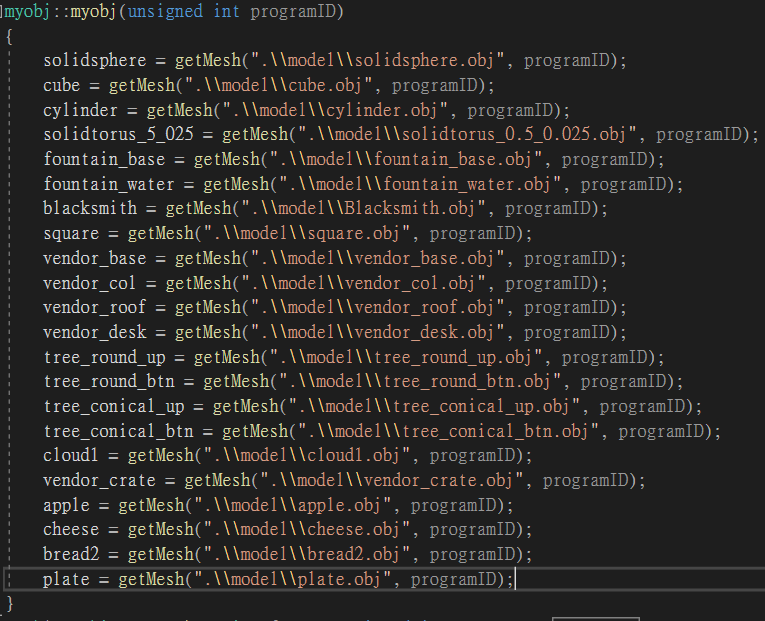 myobj::myobj(unsigned int programID)
{
solidsphere = getMesh(".\\model\\solidsphere.obj", programID);
cube = getMesh(".\\model\\cube.obj", programID);
cylinder = getMesh(".\\model\\cylinder.obj", programID);
solidtorus_5_025 = getMesh(".\\model\\solidtorus_0.5_0.025.obj", programID);
fountain_base = getMesh(".\\model\\fountain_base.obj", programID);
fountain_water = getMesh(".\\model\\fountain_water.obj", programID);
blacksmith = getMesh(".\\model\\Blacksmith.obj", programID);
square = getMesh(".\\model\\square.obj", programID);
vendor_base = getMesh(".\\model\\vendor_base.obj", programID);
vendor_col = getMesh(".\\model\\vendor_col.obj", programID);
vendor_roof = getMesh(".\\model\\vendor_roof.obj", programID);
vendor_desk = getMesh(".\\model\\vendor_desk.obj", programID);
tree_round_up = getMesh(".\\model\\tree_round_up.obj", programID);
tree_round_btn = getMesh(".\\model\\tree_round_btn.obj", programID);
tree_conical_up = getMesh(".\\model\\tree_conical_up.obj", programID);
tree_conical_btn = getMesh(".\\model\\tree_conical_btn.obj", programID);
cloud1 = getMesh(".\\model\\cloud1.obj", programID);
vendor_crate = getMesh(".\\model\\vendor_crate.obj", programID);
apple = getMesh(".\\model\\apple.obj", programID);
cheese = getMesh(".\\model\\cheese.obj", programID);
bread2 = getMesh(".\\model\\bread2.obj", programID);
plate = getMesh(".\\model\\plate.obj", programID);
}